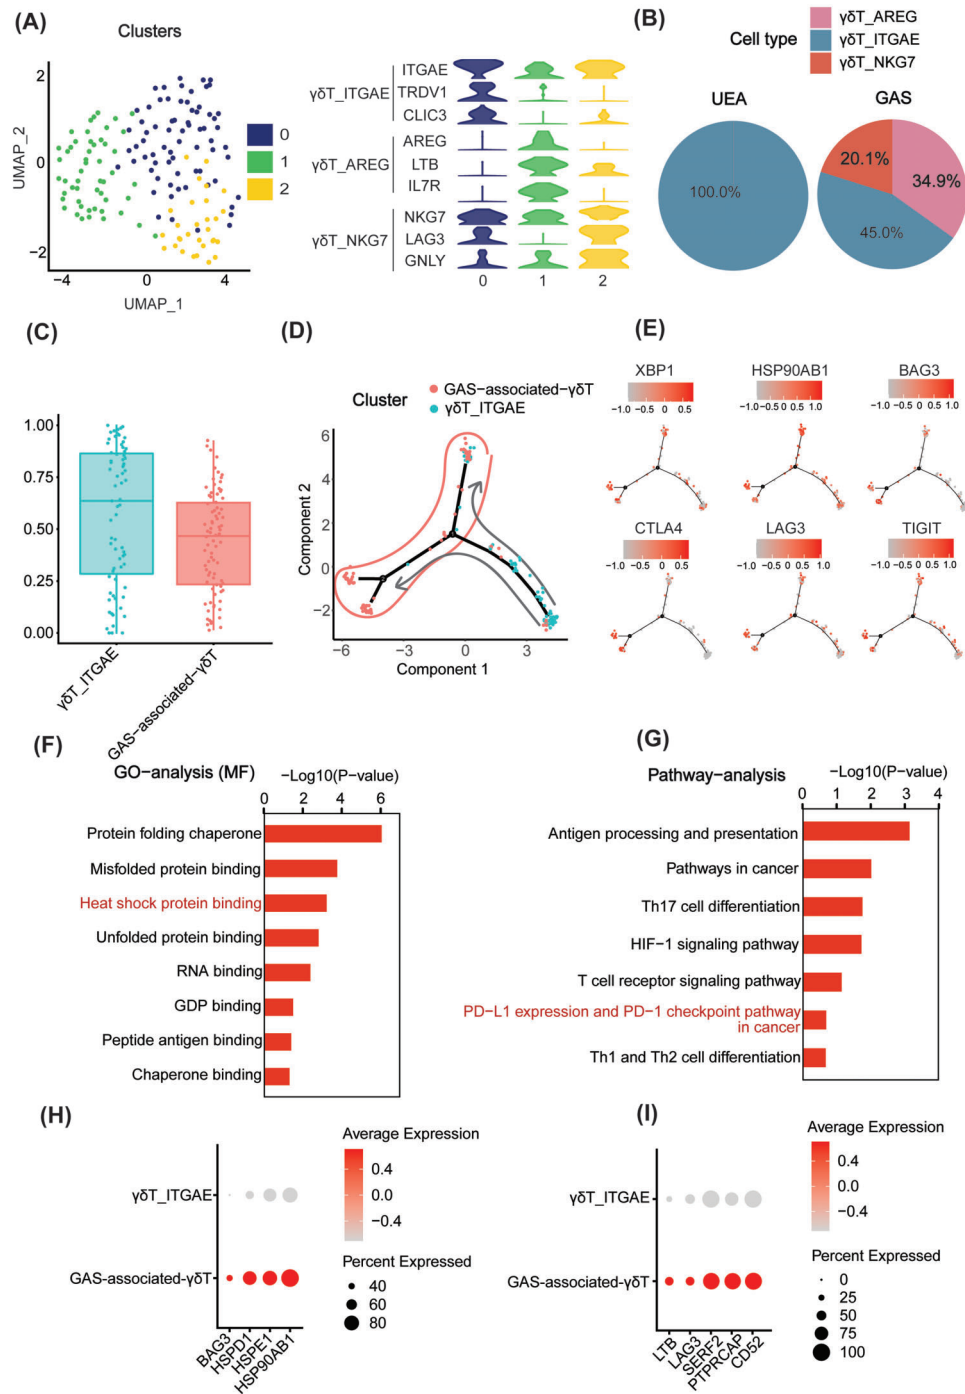 (A)
Clusters
2
0
−2
UMAP_2
−4
0
4
UMAP_1
0
1
2
γδT_ITGAE
ITGAE
TRDV1
CLIC3
γδT_AREG
AREG
LTB
IL7R
γδT_NKG7
NKG7
LAG3
GNLY
0 1 2
(B)
Cell type
γδT_AREG
γδT_ITGAE
γδT_NKG7
UEA
GAS
100.0%
20.1%
34.9%
45.0%
(C)
1.00
0.75
0.50
0.25
0.00
γδT_ITGAE
GAS−associated−γδT
(D)
Cluster
GAS−associated−γδT
γδT_ITGAE
6
4
2
0
−2
Component 2
−6 −3 0 3
Component 1
(E)
XBP1
−1.0 −0.5 0 0.5
HSP90AB1
−1.0−0.5 0 0.5 1.0
BAG3
−1.0 −0.5 0 0.5 1.0
CTLA4
−0.5 0 0.5 1.0
LAG3
−1.0−0.5 0 0.5 1.0
TIGIT
−1.0 −0.5 0 0.5 1.0
(F)
GO−analysis (MF)
−Log10(P−value)
0 2 4 6
Protein folding chaperone
Misfolded protein binding
Heat shock protein binding
Unfolded protein binding
RNA binding
GDP binding
Peptide antigen binding
Chaperone binding
(G)
Pathway−analysis
−Log10(P−value)
0 1 2 3 4
Antigen processing and presentation
Pathways in cancer
Th17 cell differentiation
HIF−1 signaling pathway
T cell receptor signaling pathway
PD−L1 expression and PD−1 checkpoint pathway
in cancer
Th1 and Th2 cell differentiation
(H)
γδT_ITGAE
GAS-associated-γδT
BAG3
HSPD1
HSPE1
HSP90AB1
Average Expression
0.4
0.0
−0.4
Percent Expressed
40
60
80
(I)
γδT_ITGAE
GAS-associated-γδT
LTB
LAG3
SERF2
PTPRCAP
CD52
Average Expression
0.4
0.0
−0.4
Percent Expressed
0
25
50
75
100